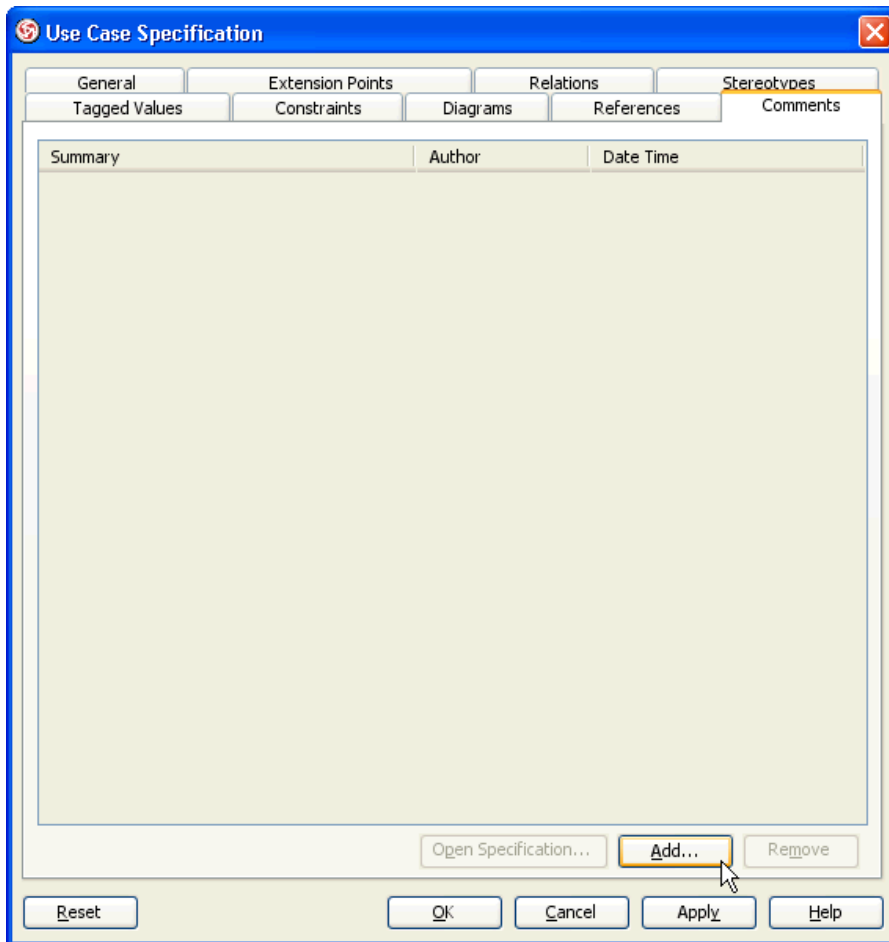 Use Case Specification
General Extension Points Relations Stereotypes
Tagged Values Constraints Diagrams References Comments
Summary Author Date Time
Open Specification... Add... Remove
Reset OK Cancel Apply Help